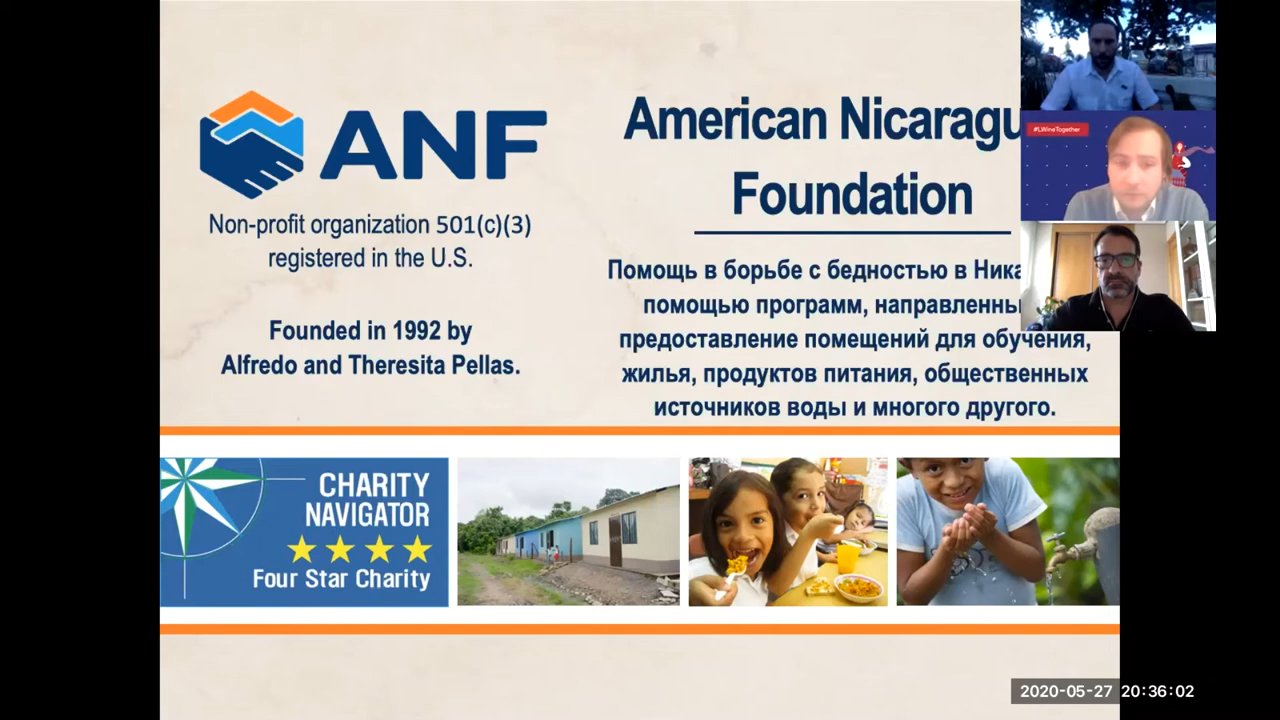 ANF
Non-profit organization 501(c)(3)
registered in the U.S.
Founded in 1992 by
Alfredo and Theresita Pellas.
American Nicaragu
Foundation
Помощь в борьбе с бедностью в Ника
помощью программ, направленны
предоставление помещений для обучения,
жилья, продуктов питания, общественных
источников воды и многого другого.
#LWineTogether
CHARITY
NAVIGATOR
Four Star Charity
2020-05-27 20:36:02